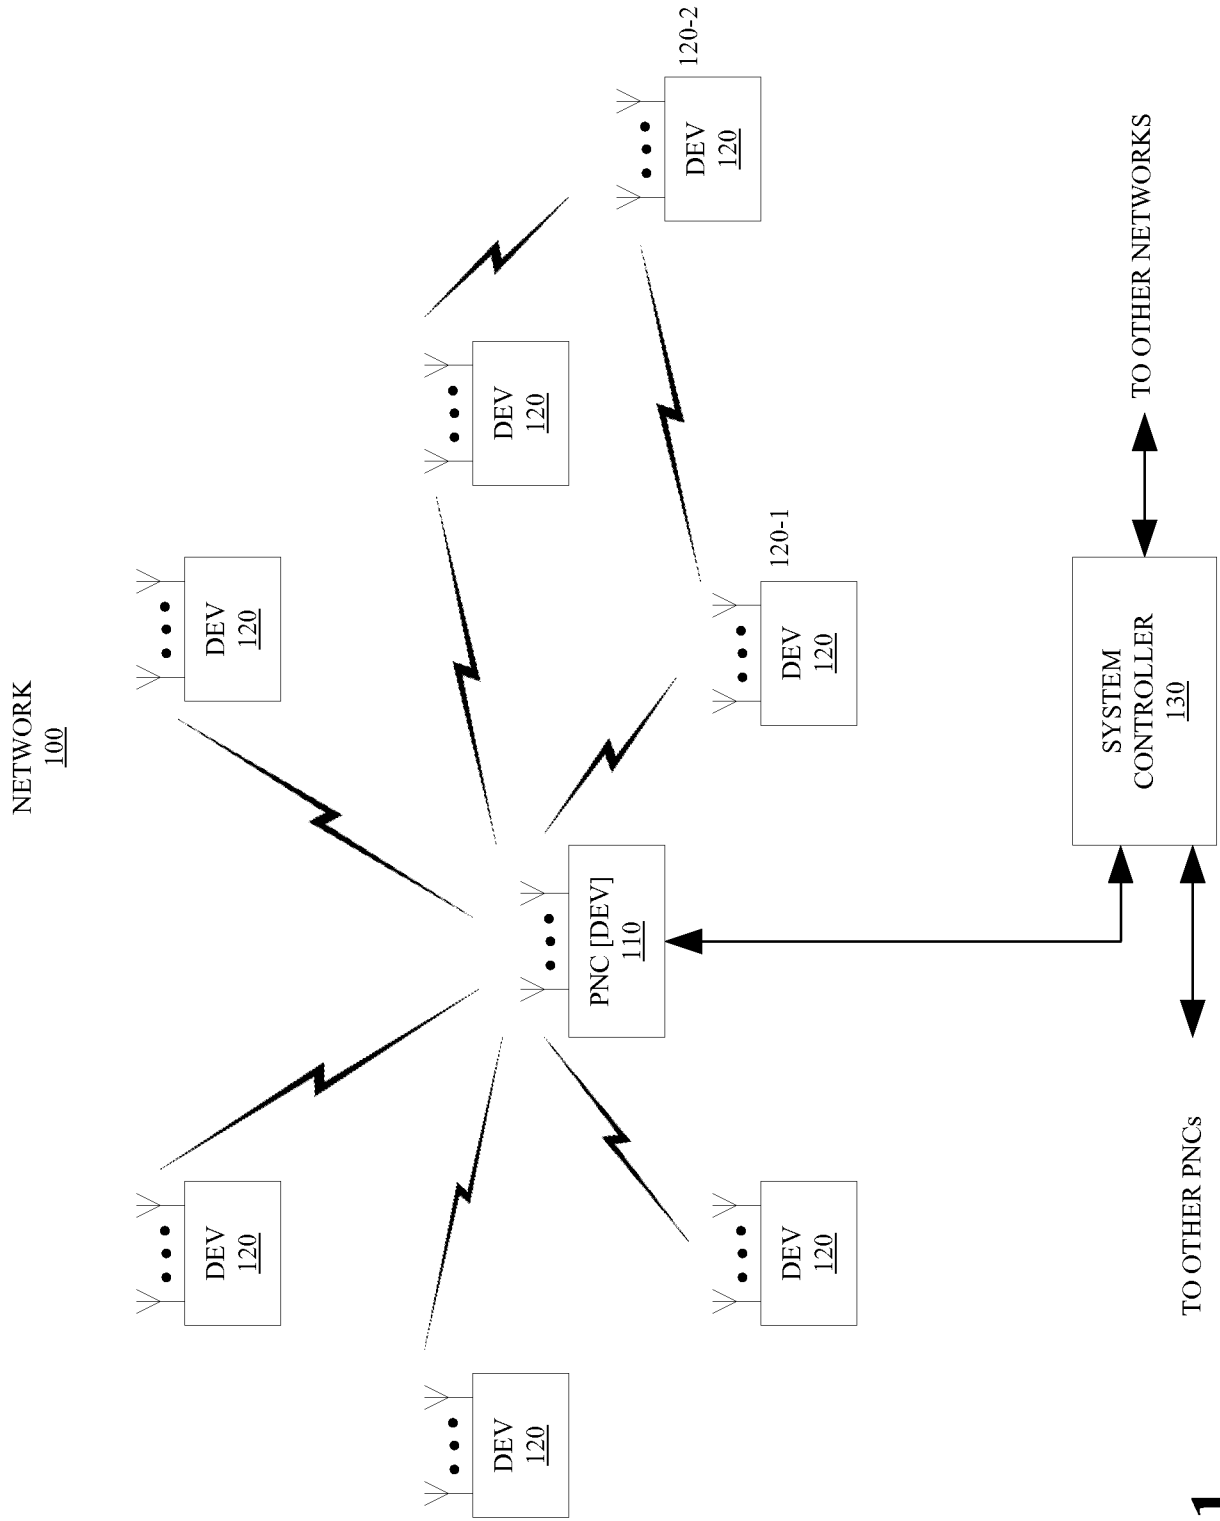 NETWORK
100
DEV
120
DEV
120
DEV
120
DEV
120
DEV
120
120-2
PNC [DEV]
110
DEV
120
DEV
120
120-1
SYSTEM
CONTROLLER
130
TO OTHER PNCs
TO OTHER NETWORKS